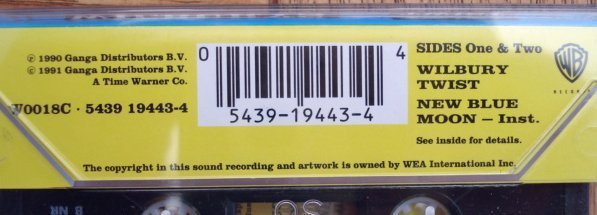 ℗ 1990 Ganga Distributors B.V.
© 1991 Ganga Distributors B.V.
A Time Warner Co.
W0018C · 5439 19443-4
0 4
5439-19443-4
SIDES One & Two
WILBURY
TWIST
NEW BLUE
MOON – Inst.
See inside for details.
WB
RECORDS
The copyright in this sound recording and artwork is owned by WEA International Inc.